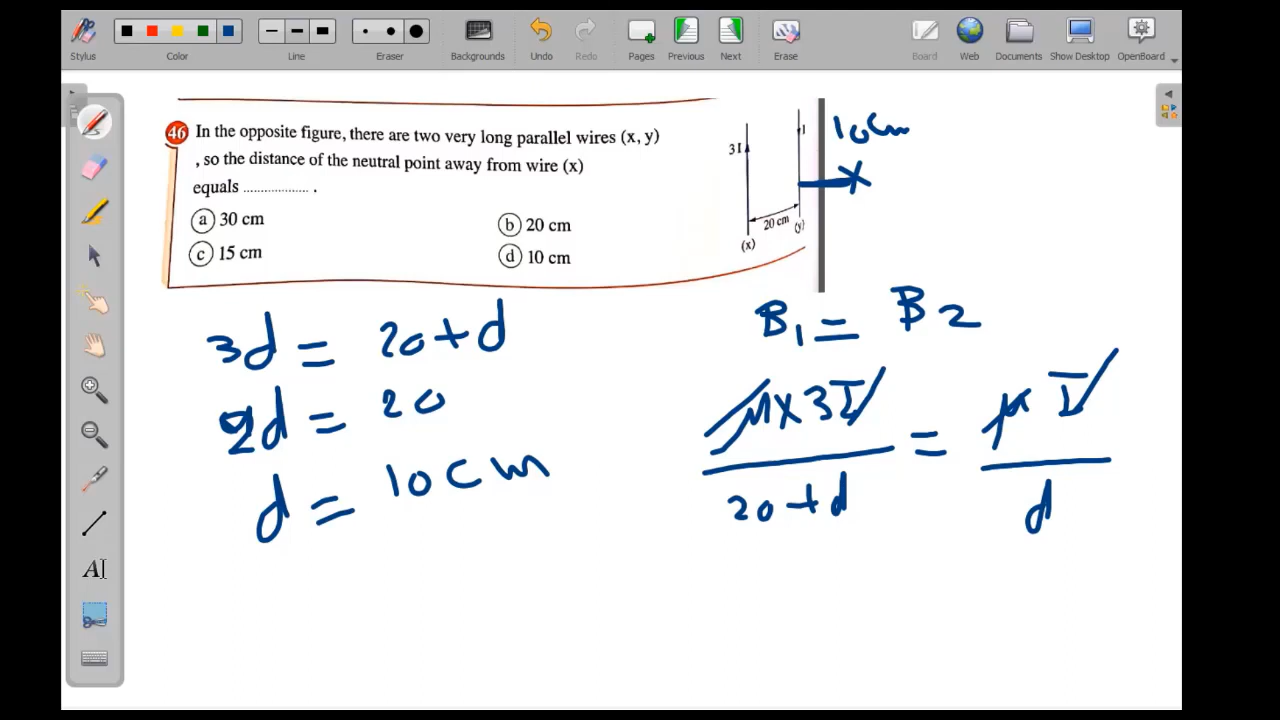 Stylus
Color
Line
Eraser
Backgrounds
Undo
Redo
Pages
Previous
Next
Erase
Board
Web
Documents
Show Desktop
OpenBoard
46 In the opposite figure, there are two very long parallel wires (x, y)
, so the distance of the neutral point away from wire (x)
equals .................... .
a 30 cm
b 20 cm
c 15 cm
d 10 cm
3I
I
20 cm
(x)
(y)
10cm
X
3d = 20+d
2d = 20
d = 10cm
B1 = B2
μx3I = μ I
20+d d
A